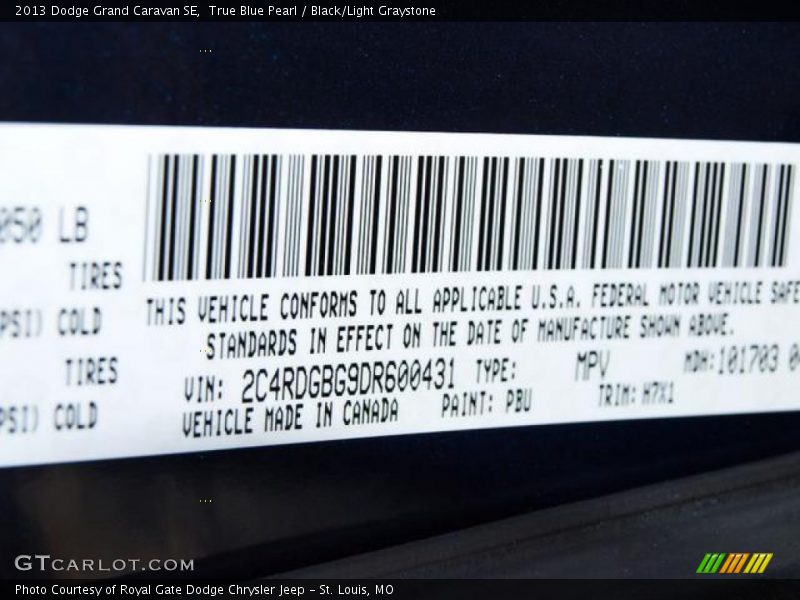 2013 Dodge Grand Caravan SE,  True Blue Pearl / Black/Light Graystone
050 LB
TIRES
PSI) COLD
TIRES
PSI) COLD
THIS VEHICLE CONFORMS TO ALL APPLICABLE U.S.A. FEDERAL MOTOR VEHICLE SAFE
STANDARDS IN EFFECT ON THE DATE OF MANUFACTURE SHOWN ABOVE.
VIN: 2C4RDGBG9DR600431 TYPE: MPV MDH:101703 0
VEHICLE MADE IN CANADA PAINT: PBU TRIM: H7X1
GTCARLOT.COM
Photo Courtesy of Royal Gate Dodge Chrysler Jeep – St. Louis, MO